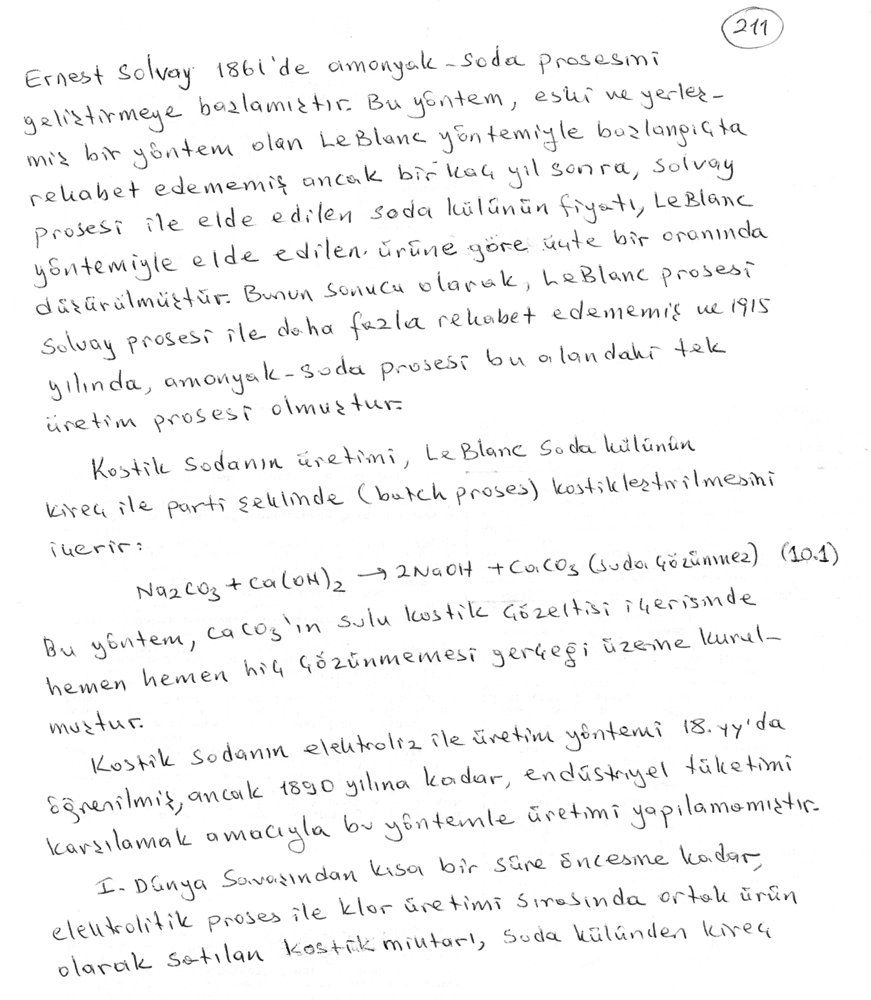 211
Ernest Solvay 1861'de amonyak-soda prosesini
geliştirmeye başlamıştır. Bu yöntem, eski ve yerleş-
miş bir yöntem olan LeBlanc yöntemiyle başlangıçta
rekabet edememiş ancak bir kaç yıl sonra, Solvay
prosesi ile elde edilen soda külünün fiyatı, LeBlanc
yöntemiyle elde edilen ürüne göre üçte bir oranında
düşürülmüştür. Bunun sonucu olarak, LeBlanc prosesi
Solvay prosesi ile daha fazla rekabet edememiş ve 1915
yılında, amonyak-soda prosesi bu alandaki tek
üretim prosesi olmuştur.
Kostik sodanın üretimi, LeBlanc soda külünün
kireç ile parti şeklinde (batch proses) kostikleştirilmesini
içerir:
Na₂CO₃ + Ca(OH)₂ → 2NaOH + CaCO₃ (suda çözünmez) (10.1)
Bu yöntem, CaCO₃'ın sulu kostik çözeltisi içerisinde
hemen hemen hiç çözünmemesi gerçeği üzerine kurul-
muştur.
Kostik sodanın elektroliz ile üretim yöntemi 18. yy'da
öğrenilmiş, ancak 1890 yılına kadar, endüstriyel tüketimi
karşılamak amacıyla bu yöntemle üretimi yapılamamıştır.
I. Dünya Savaşından kısa bir süre öncesine kadar,
elektrolitik proses ile klor üretimi sırasında ortak ürün
olarak satılan kostik miktarı, soda külünden kireç